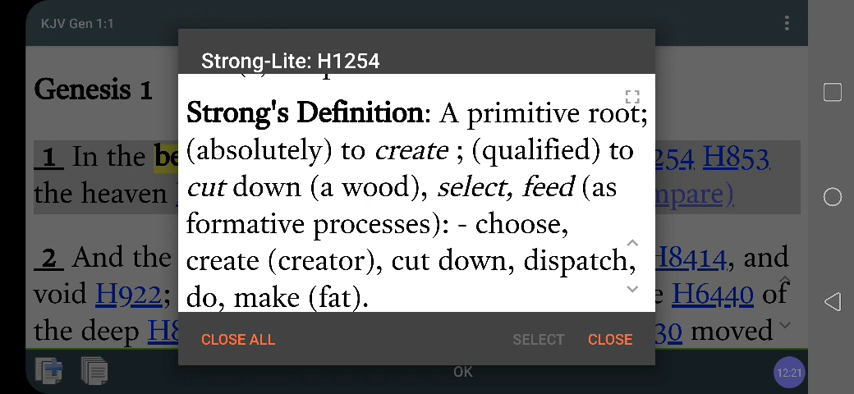 KJV Gen 1:1
Strong-Lite: H1254
Genesis 1
Strong's Definition: A primitive root;
(absolutely) to create ; (qualified) to
cut down (a wood), select, feed (as
formative processes): - choose,
create (creator), cut down, dispatch,
do, make (fat).
1 In the be 254 H853
the heaven mpare)
2 And the H8414, and
void H922; e H6440 of
the deep H8 30 moved
CLOSE ALL SELECT CLOSE
OK
12:21